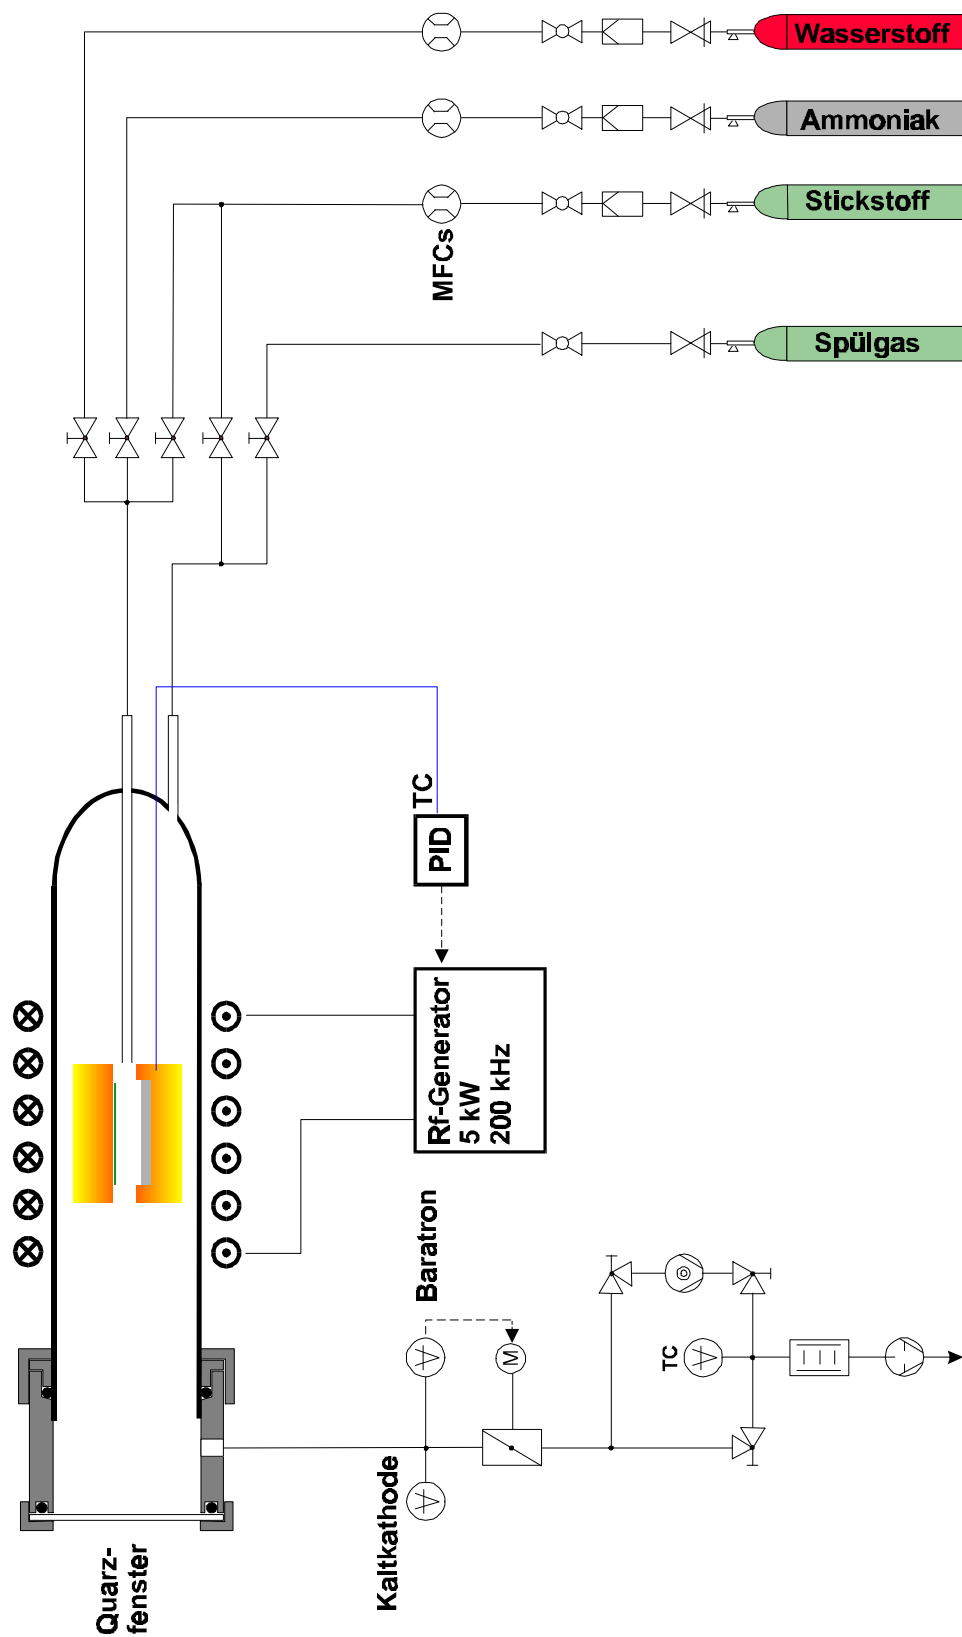 Wasserstoff
Ammoniak
Stickstoff
MFCs
Spülgas
TC
PID
Rf-Generator
5 kW
200 kHz
Baratron
M
TC
Kaltkathode
Quarz-
fenster